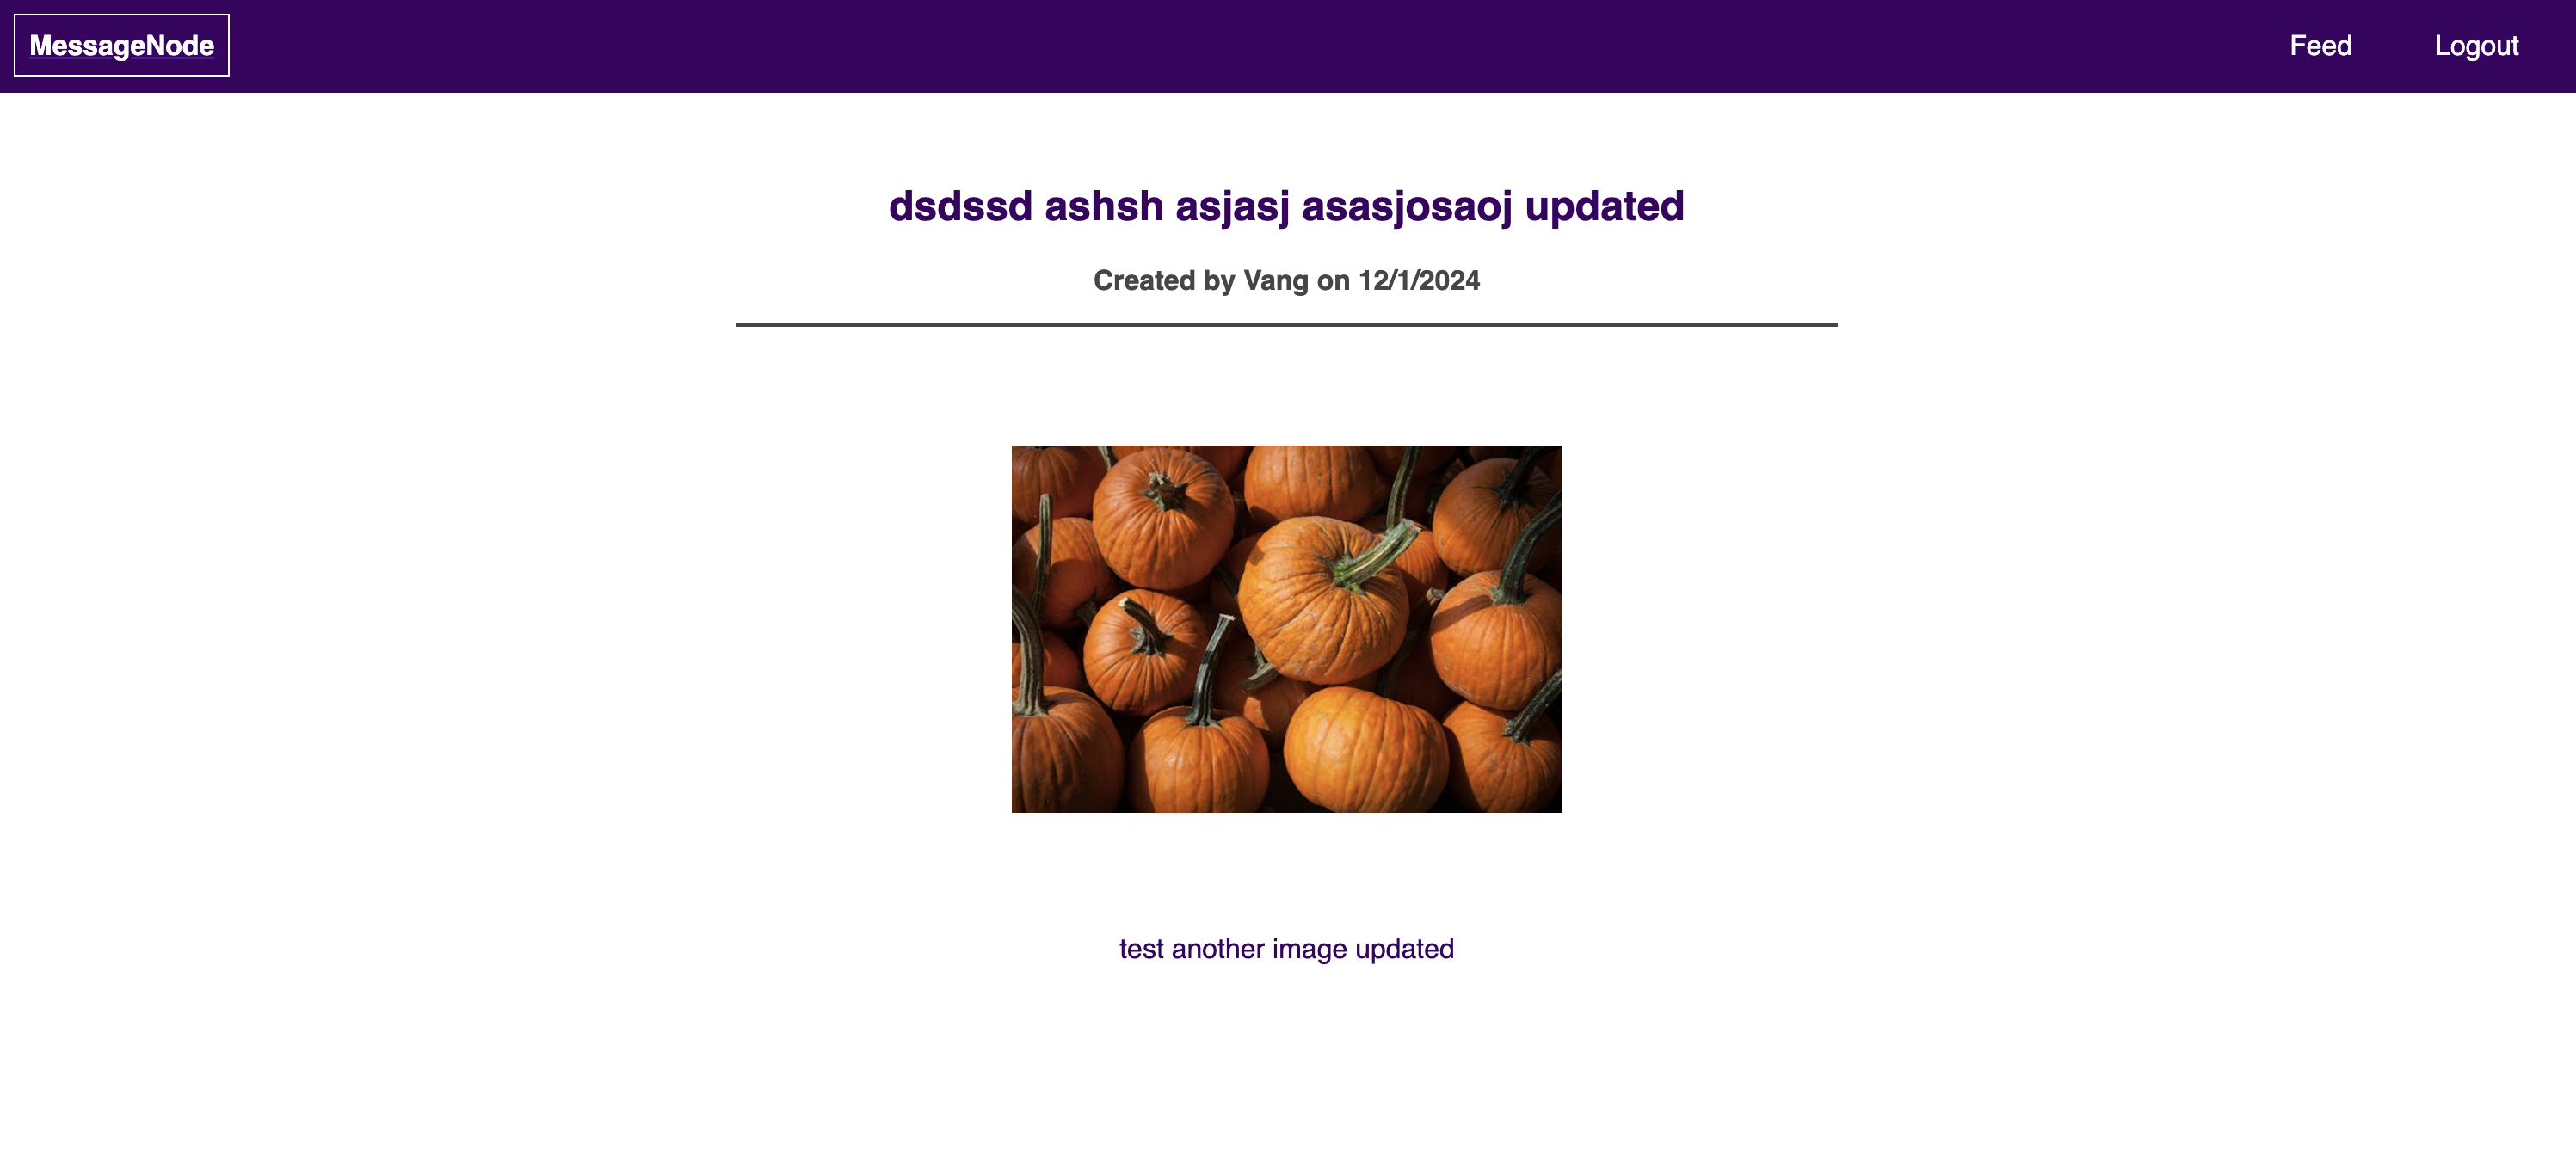 MessageNode
Feed
Logout
dsdssd ashsh asjasj asasjosaoj updated
Created by Vang on 12/1/2024
test another image updated